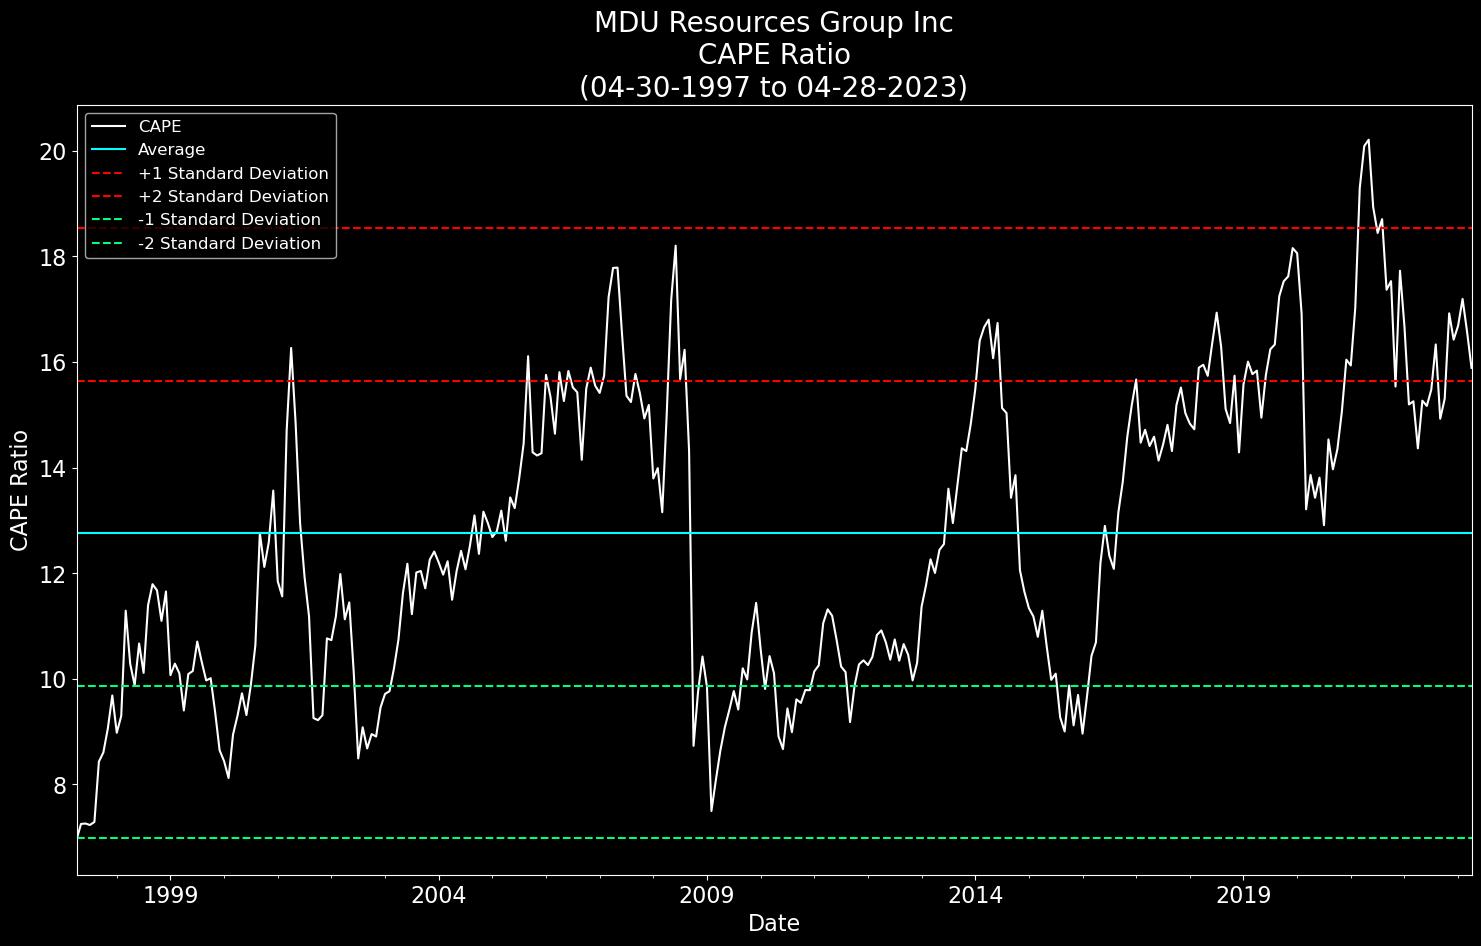 MDU Resources Group Inc
CAPE Ratio
(04-30-1997 to 04-28-2023)
CAPE
Average
+1 Standard Deviation
+2 Standard Deviation
-1 Standard Deviation
-2 Standard Deviation
20
18
16
14
12
10
8
CAPE Ratio
1999 2004 2009 2014 2019
Date